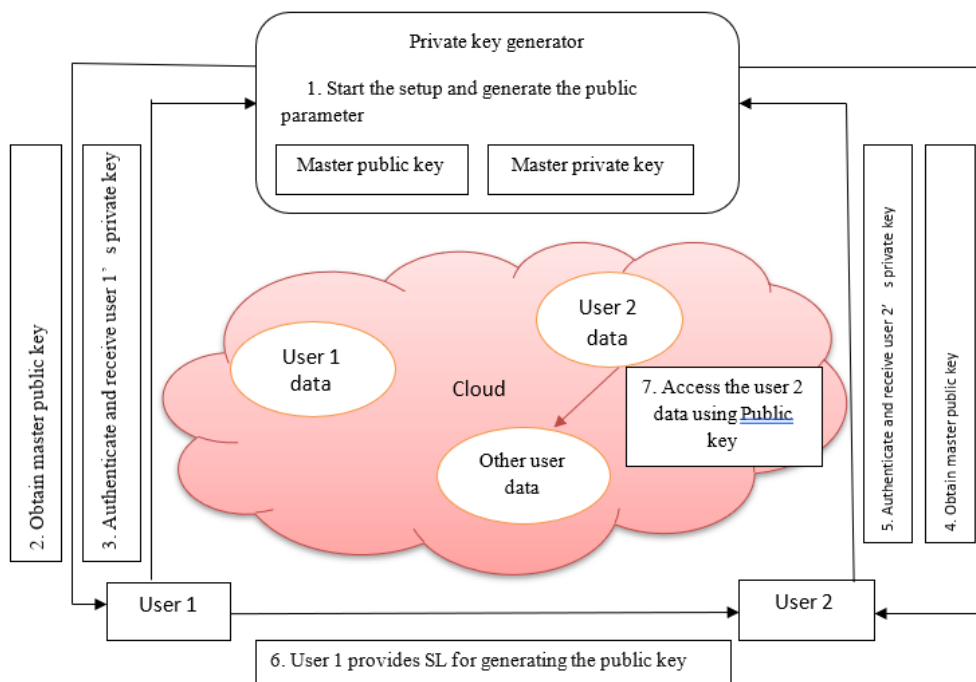 Private key generator
1. Start the setup and generate the public
parameter
Master public key
Master private key
2. Obtain master public key
3. Authenticate and receive user 1` s private key
User 1
data
User 2
data
Cloud
7. Access the user 2
data using Public
key
Other user
data
5. Authenticate and receive user 2' s private key
4. Obtain master public key
User 1
User 2
6. User 1 provides SL for generating the public key